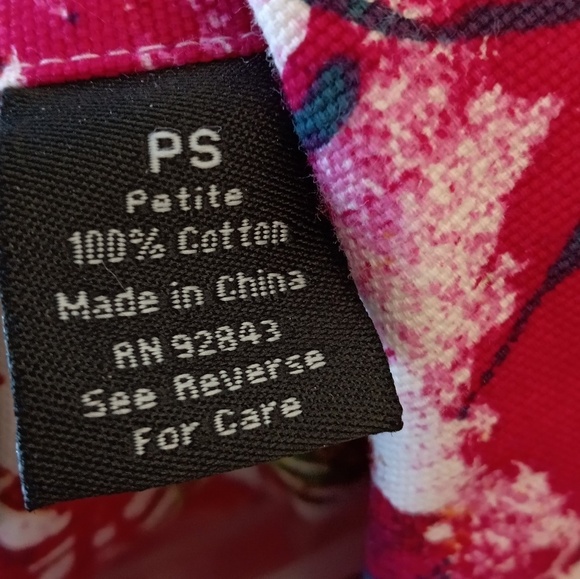 PS
Petite
100% Cotton
Made in China
RN 92843
See Reverse
For Care